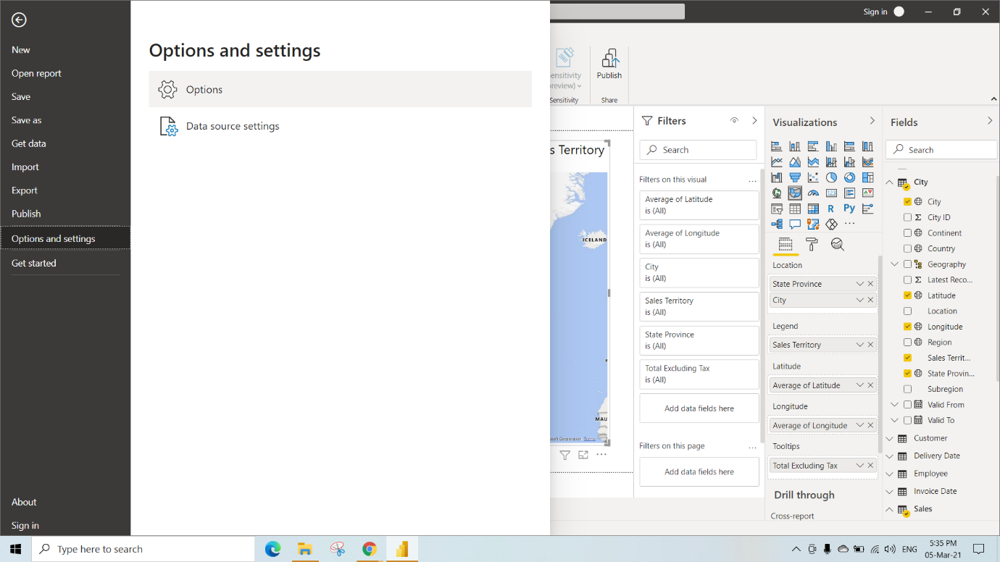 Sign in
New
Open report
Save
Save as
Get data
Import
Export
Publish
Options and settings
Get started
About
Sign in
Options and settings
Options
Data source settings
ensitivity
Publish
Sensitivity
Share
s Territory
ICELAND
MAU
Corporation Terms
Filters
Search
Filters on this visual
...
Average of Latitude
is (All)
Average of Longitude
is (All)
City
is (All)
Sales Territory
is (All)
State Province
is (All)
Total Excluding Tax
is (All)
Add data fields here
Filters on this page
...
Add data fields here
Visualizations
R
Py
...
Location
State Province
City
Legend
Sales Territory
Latitude
Average of Latitude
Longitude
Average of Longitude
Tooltips
Total Excluding Tax
Drill through
Cross-report
Fields
Search
City
City
City ID
Continent
Country
Geography
Latest Reco...
Latitude
Location
Longitude
Region
Sales Territ...
State Provin...
Subregion
Valid From
Valid To
Customer
Delivery Date
Employee
Invoice Date
Sales
Type here to search
ENG
5:35 PM
05-Mar-21